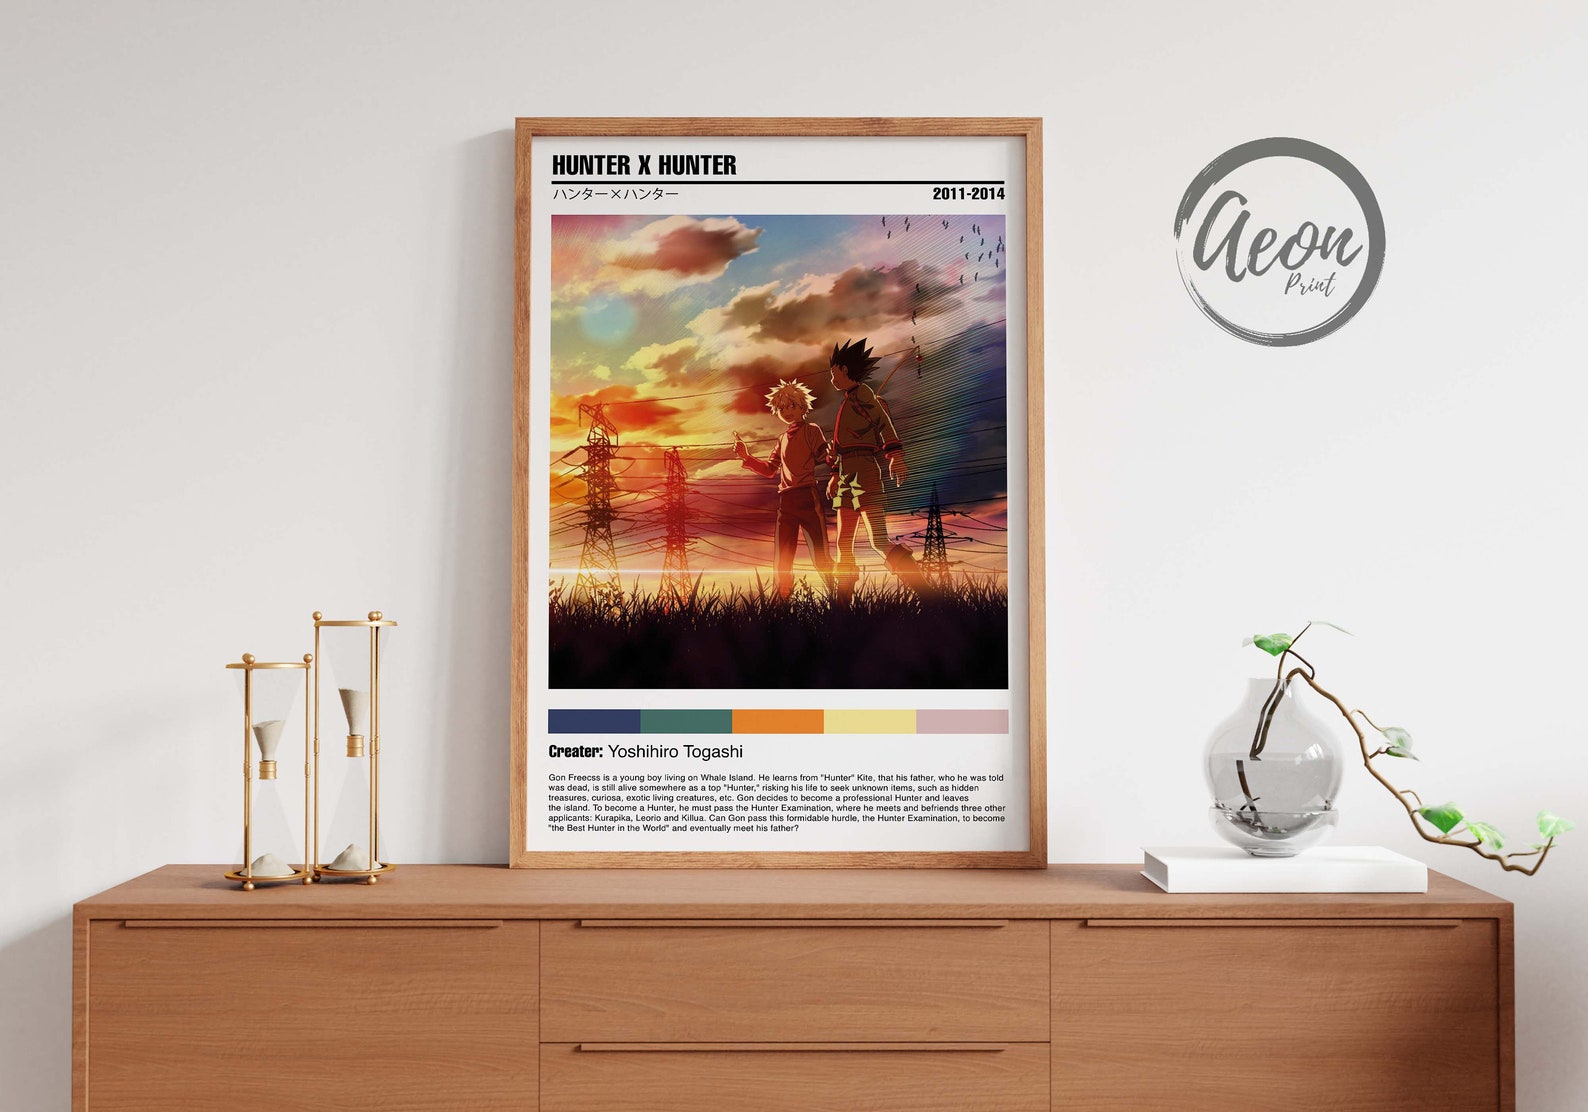 HUNTER X HUNTER
ハンター×ハンター
2011-2014
Aeon
Print
Creater: Yoshihiro Togashi
Gon Freecss is a young boy living on Whale Island. He learns from "Hunter" Kite, that his father, who he was told
was dead, is still alive somewhere as a top "Hunter," risking his life to seek unknown items, such as hidden
treasures, curiosa, exotic living creatures, etc. Gon decides to become a professional Hunter and leaves
the island. To become a Hunter, he must pass the Hunter Examination, where he meets and befriends three other
applicants: Kurapika, Leorio and Killua. Can Gon pass this formidable hurdle, the Hunter Examination, to become
"the Best Hunter in the World" and eventually meet his father?